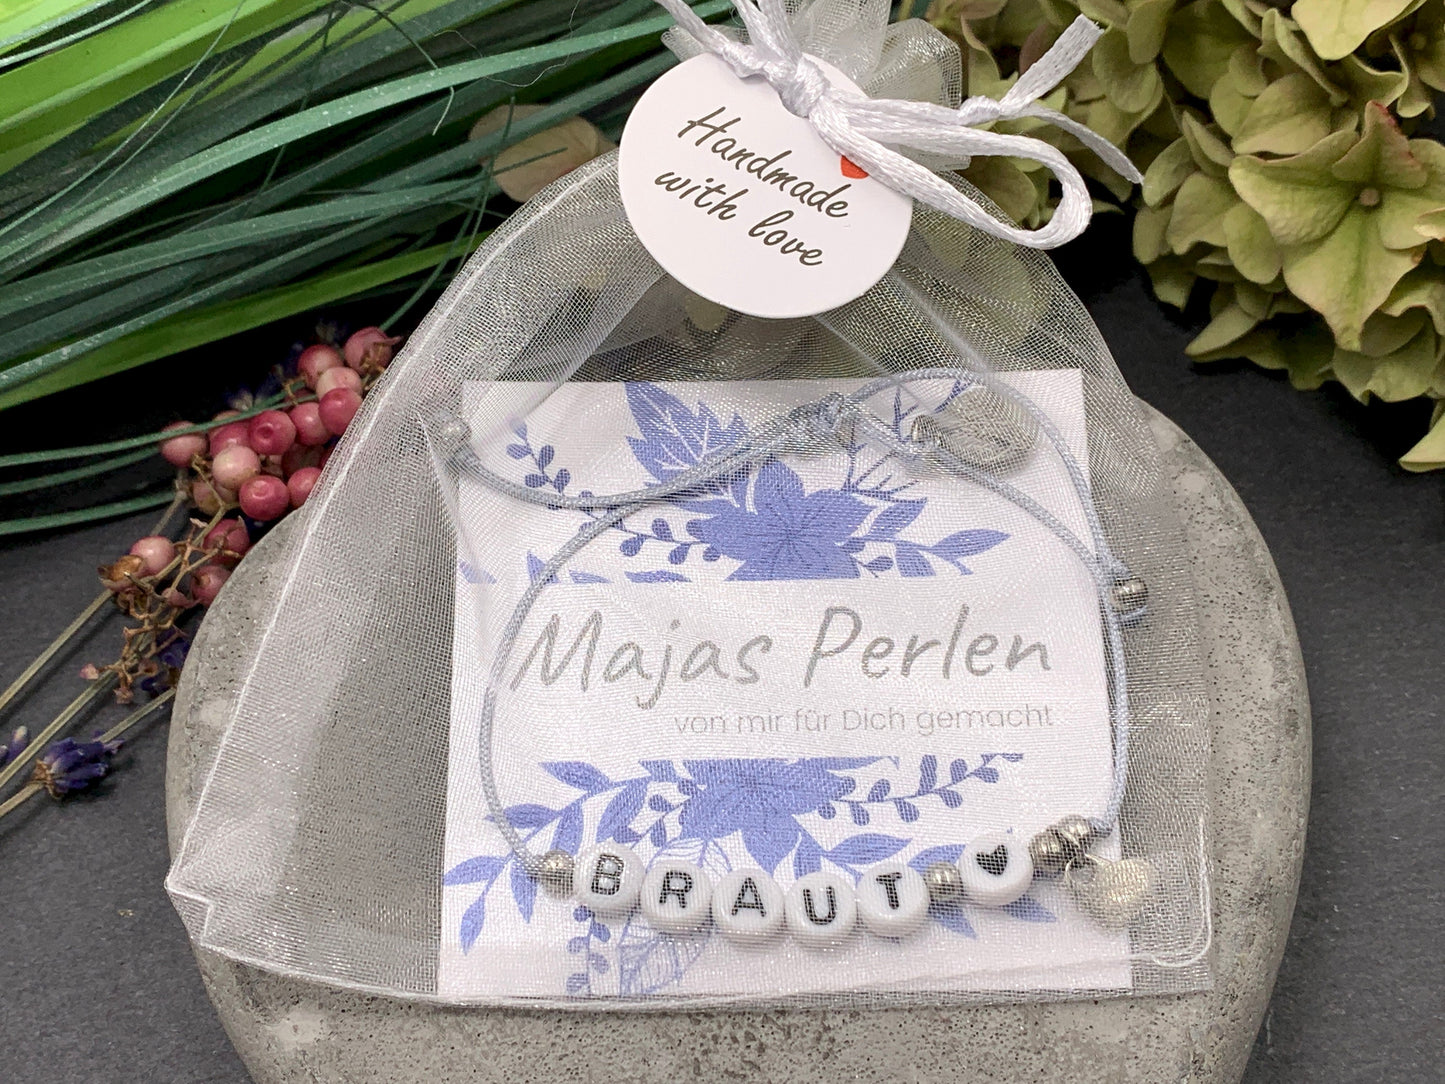 Handmade
with love
Majas Perlen
von mir für Dich gemacht
BRAUT